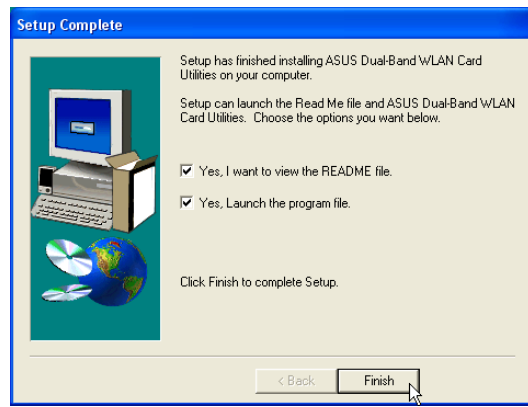 Setup Complete
Setup has finished installing ASUS Dual-Band WLAN Card
Utilities on your computer.
Setup can launch the Read Me file and ASUS Dual-Band WLAN
Card Utilities. Choose the options you want below.
Yes, I want to view the README file.
Yes, Launch the program file.
Click Finish to complete Setup.
< Back Finish